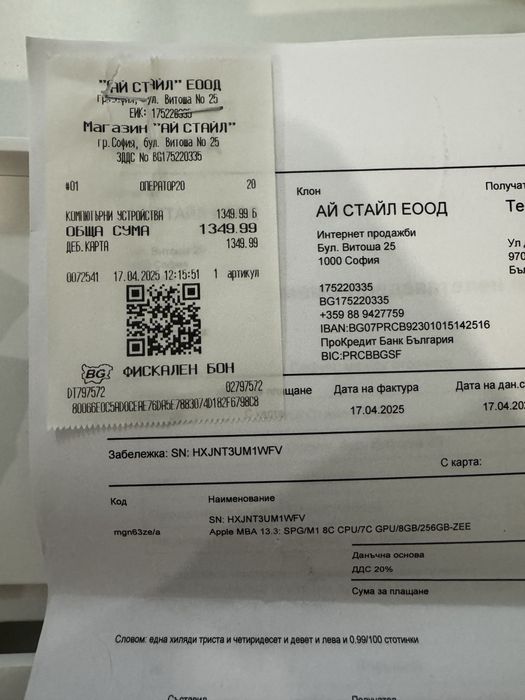 "АЙ СТАЙЛ" ЕООД
ул. Витоша No 25
ЕИК: 175220335
Магазин "АЙ СТАЙЛ"
гр.София, бул. Витоша No 25
ЗДДС No BG175220335
#01 ОПЕРАТОР20 20
КОМПЮТЪРНИ УСТРОЙСТВА 1349.99 Б
ОБЩА СУМА 1349.99
ДЕБ.КАРТА 1349.99
0072541 17.04.2025 12:15:51 1 артикул
BG ФИСКАЛЕН БОН
DT797572 02797572
Клон
АЙ СТАЙЛ ЕООД
Интернет продажби
Бул. Витоша 25
1000 София
175220335
BG175220335
+359 88 9427759
IBAN:BG07PRCB92301015142516
ПроКредит Банк България
BIC:PRCBBGSF
Получат
Те
Ул
970
Бъ
щане Дата на фактура Дата на дан.с
17.04.2025 17.04.20
Забележка: SN: HXJNT3UM1WFV
С карта:
Код Наименование
SN: HXJNT3UM1WFV
mgn63ze/a Apple MBA 13.3: SPG/M1 8C CPU/7C GPU/8GB/256GB-ZEE
Данъчна основа
ДДС 20%
Сума за плащане
Словом: една хиляди триста и четиридесет и девет и лева и 0.99/100 стотинки